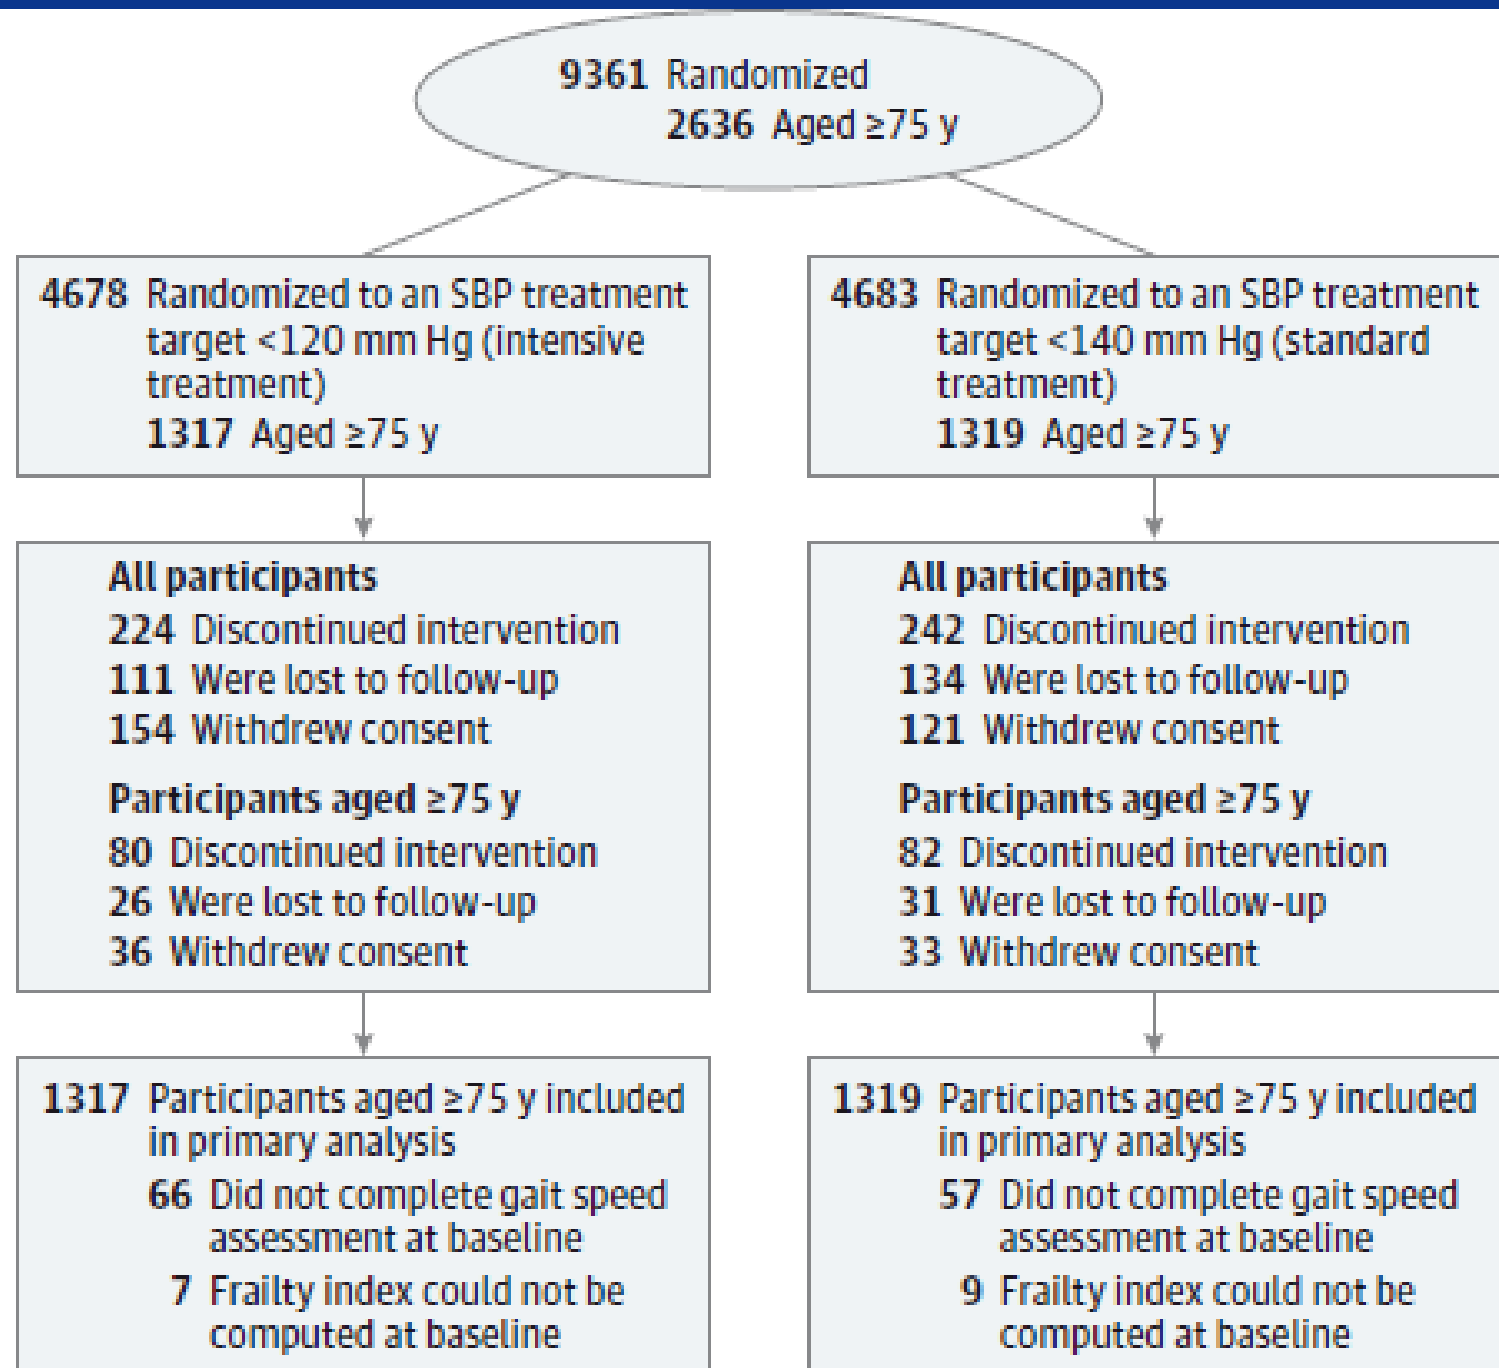 9361 Randomized
2636 Aged ≥75 y
4678 Randomized to an SBP treatment
target <120 mm Hg (intensive
treatment)
1317 Aged ≥75 y
4683 Randomized to an SBP treatment
target <140 mm Hg (standard
treatment)
1319 Aged ≥75 y
All participants
224 Discontinued intervention
111 Were lost to follow-up
154 Withdrew consent
Participants aged ≥75 y
80 Discontinued intervention
26 Were lost to follow-up
36 Withdrew consent
All participants
242 Discontinued intervention
134 Were lost to follow-up
121 Withdrew consent
Participants aged ≥75 y
82 Discontinued intervention
31 Were lost to follow-up
33 Withdrew consent
1317 Participants aged ≥75 y included
in primary analysis
66 Did not complete gait speed
assessment at baseline
7 Frailty index could not be
computed at baseline
1319 Participants aged ≥75 y included
in primary analysis
57 Did not complete gait speed
assessment at baseline
9 Frailty index could not be
computed at baseline